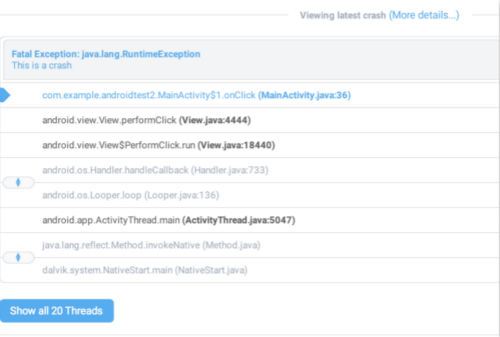 Viewing latest crash (More details...)
Fatal Exception: java.lang.RuntimeException
This is a crash
com.example.androidtest2.MainActivity$1.onClick (MainActivity.java:36)
android.view.View.performClick (View.java:4444)
android.view.View$PerformClick.run (View.java:18440)
android.os.Handler.handleCallback (Handler.java:733)
android.os.Looper.loop (Looper.java:136)
android.app.ActivityThread.main (ActivityThread.java:5047)
java.lang.reflect.Method.invokeNative (Method.java)
dalvik.system.NativeStart.main (NativeStart.java)
Show all 20 Threads